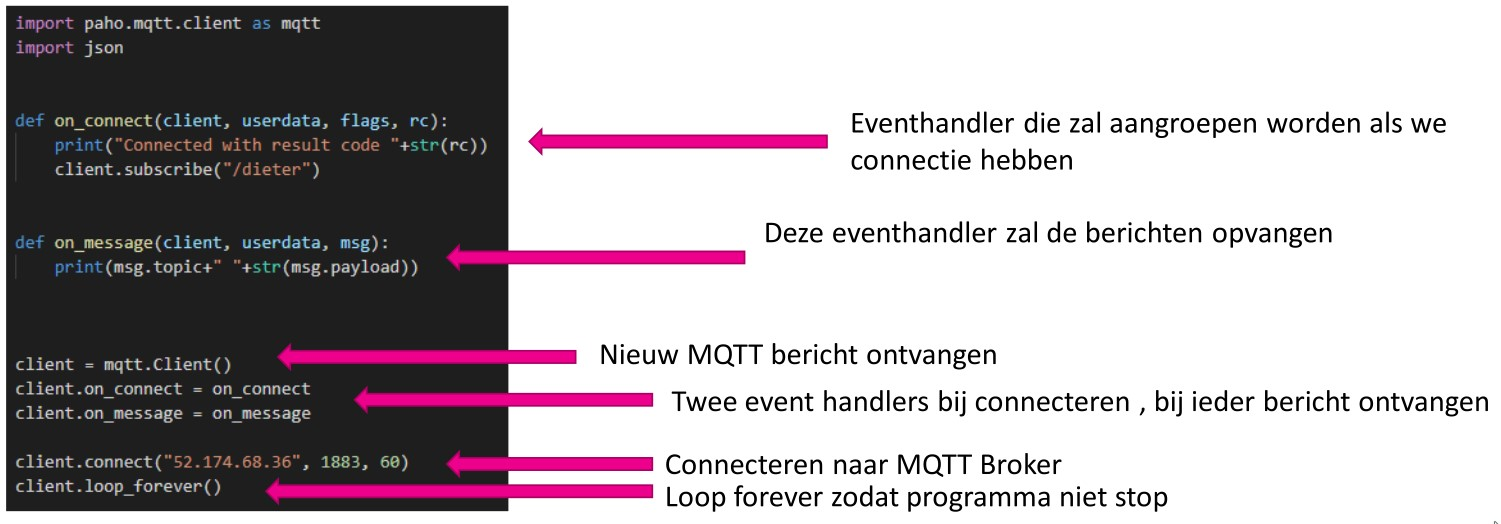 import paho.mqtt.client as mqtt
import json
def on_connect(client, userdata, flags, rc):
    print("Connected with result code "+str(rc))
    client.subscribe("/dieter")
Eventhandler die zal aangroepen worden als we
connectie hebben
def on_message(client, userdata, msg):
    print(msg.topic+" "+str(msg.payload))
Deze eventhandler zal de berichten opvangen
client = mqtt.Client()
Nieuw MQTT bericht ontvangen
client.on_connect = on_connect
client.on_message = on_message
Twee event handlers bij connecteren , bij ieder bericht ontvangen
client.connect("52.174.68.36", 1883, 60)
Connecteren naar MQTT Broker
client.loop_forever()
Loop forever zodat programma niet stop